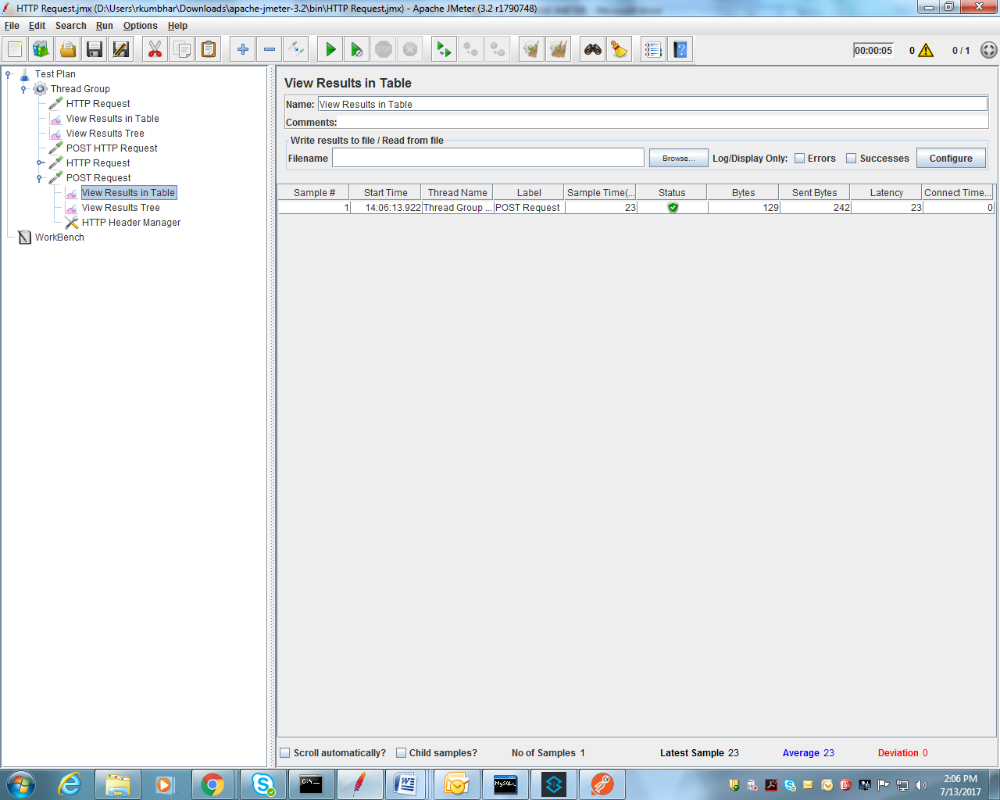 HTTP Request.jmx (D:\Users\rkumbhar\Downloads\apache-jmeter-3.2\bin\HTTP Request.jmx) - Apache JMeter (3.2 r1790748)
File Edit Search Run Options Help
STOP
00:00:05 0 0 / 1
Test Plan
Thread Group
HTTP Request
View Results in Table
View Results Tree
POST HTTP Request
HTTP Request
POST Request
View Results in Table
View Results Tree
HTTP Header Manager
WorkBench
View Results in Table
Name: View Results in Table
Comments:
Write results to file / Read from file
Filename Browse... Log/Display Only: Errors Successes Configure
Sample # Start Time Thread Name Label Sample Time(... Status Bytes Sent Bytes Latency Connect Time...
1 14:06:13.922 Thread Group ... POST Request 23 129 242 23 0
Scroll automatically? Child samples? No of Samples 1 Latest Sample 23 Average 23 Deviation 0
2:06 PM
7/13/2017